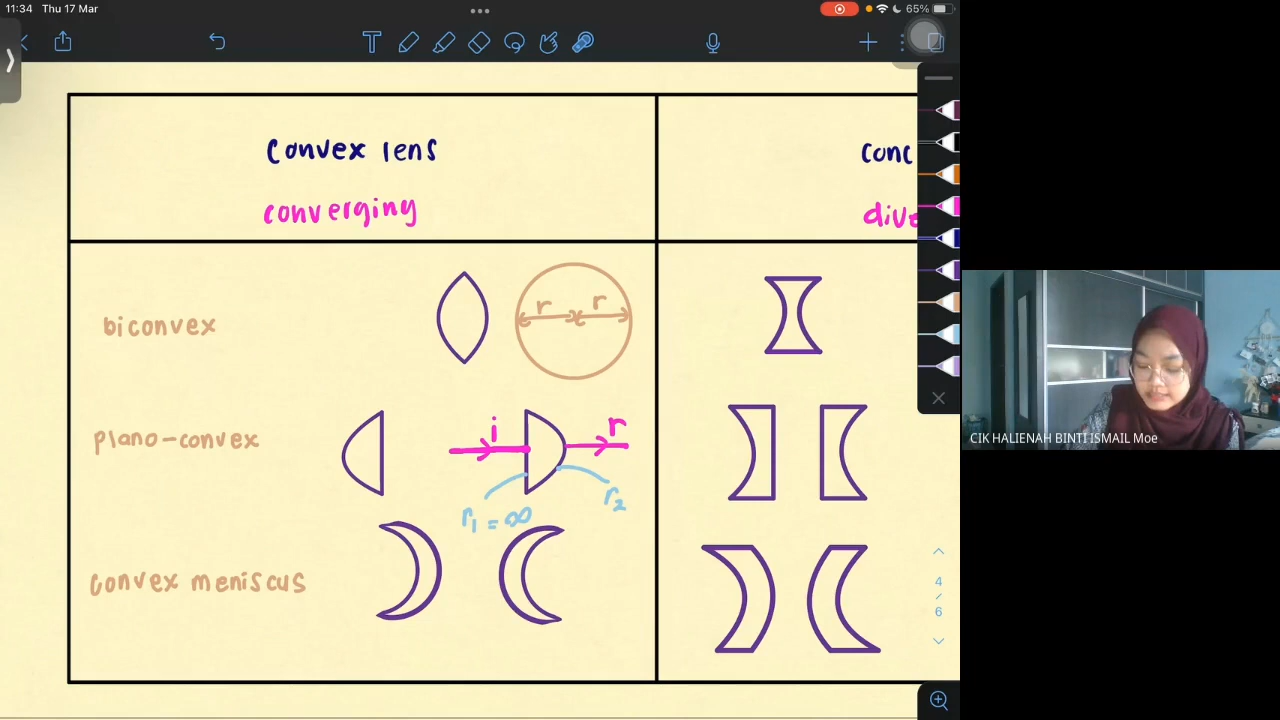 11:34 Thu 17 Mar
65%
T
convex lens
conc
converging
dive
biconvex
r r
plano-convex
i
r
r₁ = ∞
r₂
convex meniscus
4
/
6
CIK HALIENAH BINTI ISMAIL Moe